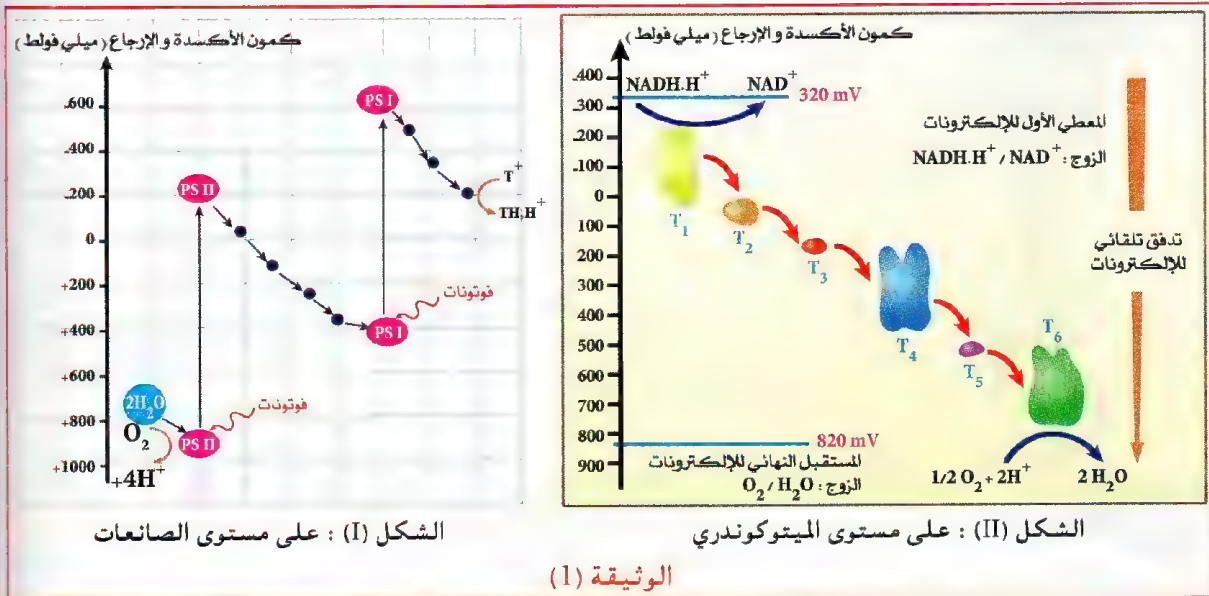 كمون الأكسدة و الإرجاع ( ميلي فولط )
.600
.400
.200
0
+200
+400
+600
+800
+1000
PS I
T+
TH,H+
PS II
فوتونات
PS I
2H2O
O2
+4H+
فوتونات
PS II
الشكل (I) : على مستوى الصانعات
كمون الأكسدة و الإرجاع ( ميلي فولط )
.400
.300
.200
.100
0
100
200
300
400
500
600
700
800
900
NADH.H+ NAD+
320 mV
المعطي الأول للإلكترونات
الزوج : NADH.H+ / NAD+
T1
T2
T3
T4
T5
T6
تدفق تلقائي
للإلكترونات
820 mV
المستقبل النهائي للإلكترونات
الزوج : O2 / H2O
1/2 O2 + 2H+ 2 H2O
الشكل (II) : على مستوى الميتوكوندري
الوثيقة (1)